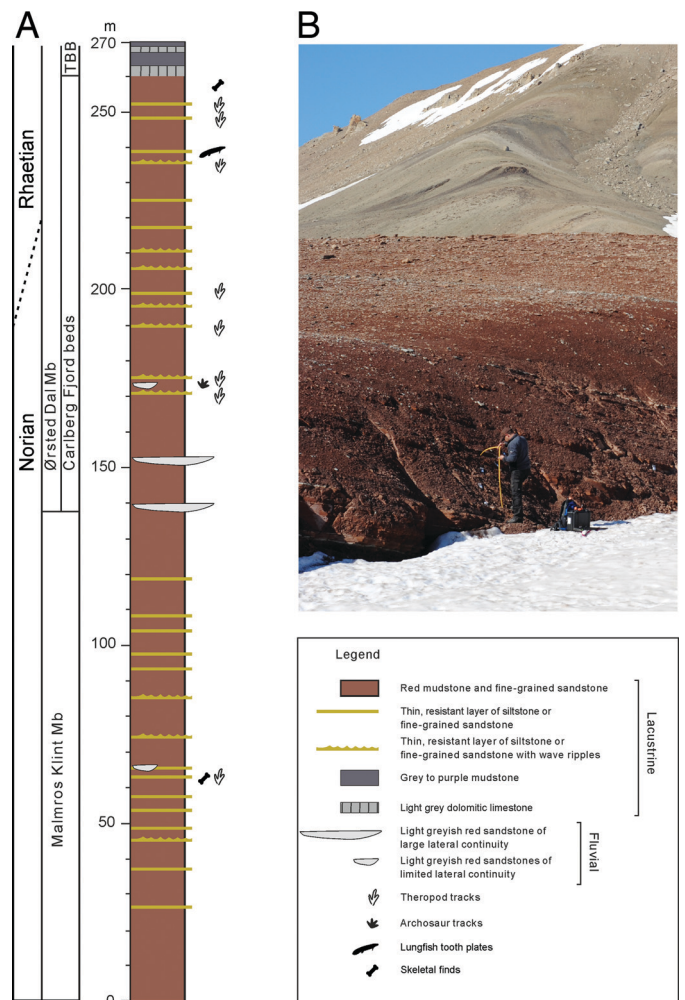 A
m
270
250
200
150
100
50
0
Rhaetian
Norian
TBB
Ørsted Dal Mb
Carlberg Fjord beds
Malmros Klint Mb
B
Legend
Red mudstone and fine-grained sandstone
Thin, resistant layer of siltstone or
fine-grained sandstone
Thin, resistant layer of siltstone or
fine-grained sandstone with wave ripples
Grey to purple mudstone
Light grey dolomitic limestone
Lacustrine
Light greyish red sandstone of
large lateral continuity
Light greyish red sandstones of
limited lateral continuity
Fluvial
Theropod tracks
Archosaur tracks
Lungfish tooth plates
Skeletal finds